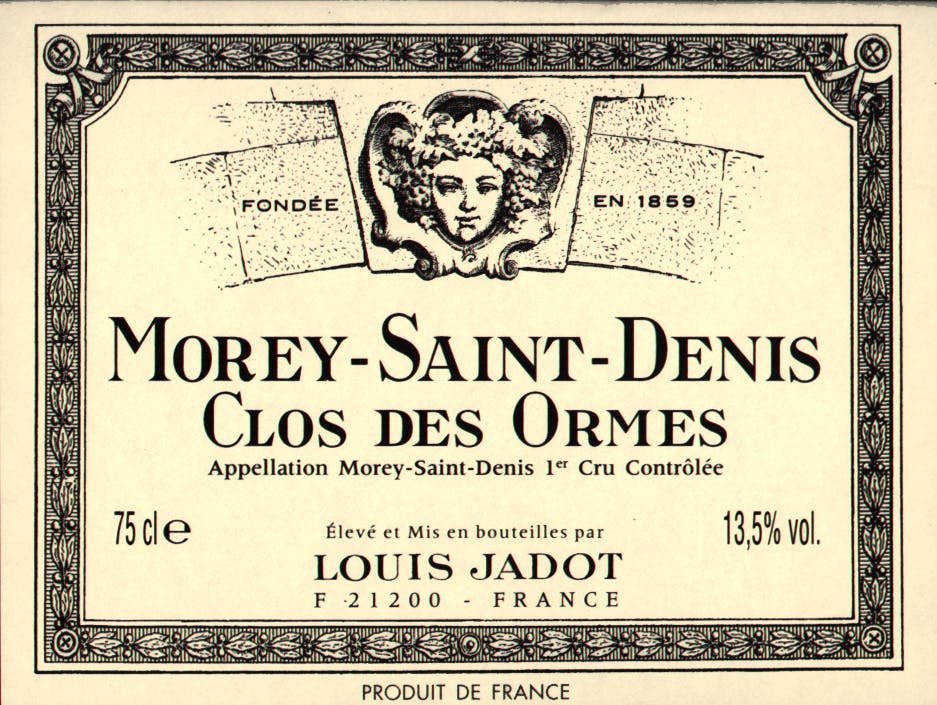 FONDÉE EN 1859
MOREY-SAINT-DENIS
CLOS DES ORMES
Appellation Morey-Saint-Denis 1er Cru Contrôlée
75 cl e 13,5% vol.
Élevé et Mis en bouteilles par
LOUIS JADOT
F 21200 - FRANCE
PRODUIT DE FRANCE